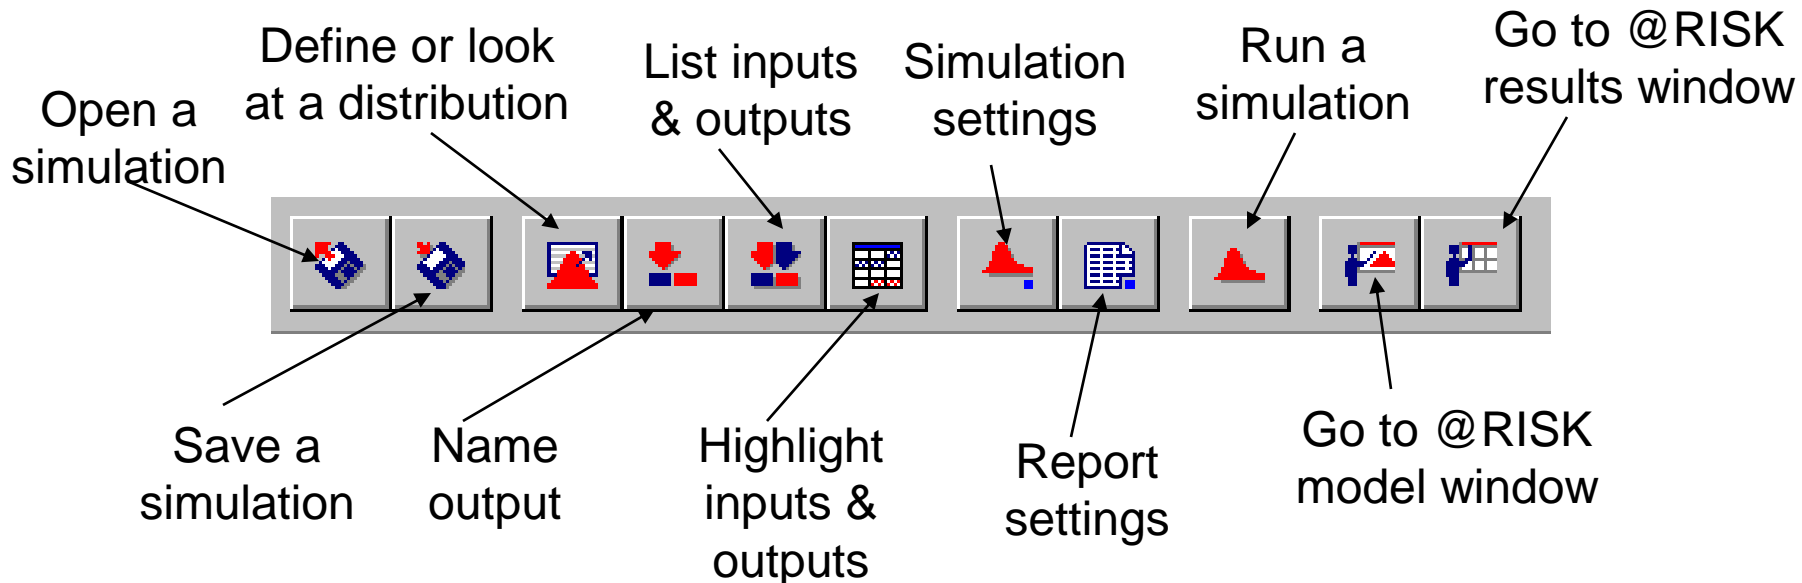 Open a
simulation
Define or look
at a distribution
List inputs
& outputs
Simulation
settings
Run a
simulation
Go to @RISK
results window
Save a
simulation
Name
output
Highlight
inputs &
outputs
Report
settings
Go to @RISK
model window